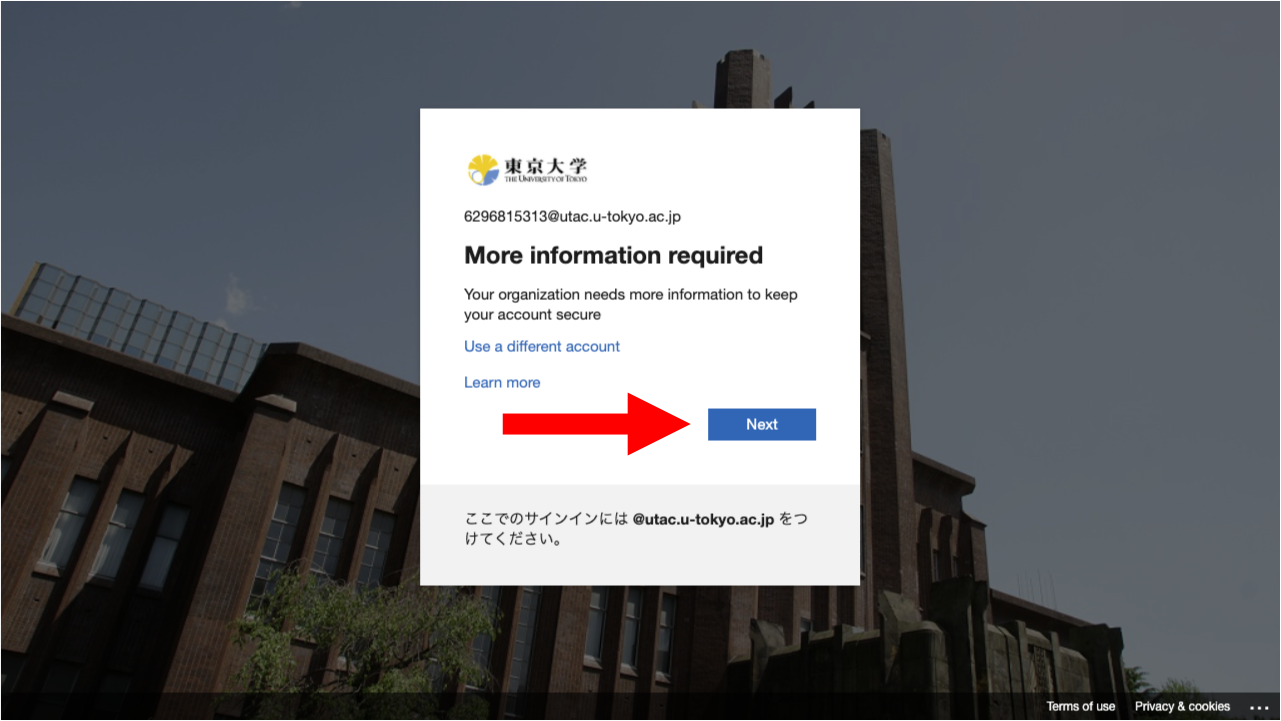 東京大学
THE UNIVERSITY OF TOKYO
6296815313@utac.u-tokyo.ac.jp
More information required
Your organization needs more information to keep
your account secure
Use a different account
Learn more
Next
ここでのサインインには @utac.u-tokyo.ac.jp をつ
けてください。
Terms of use Privacy & cookies ...